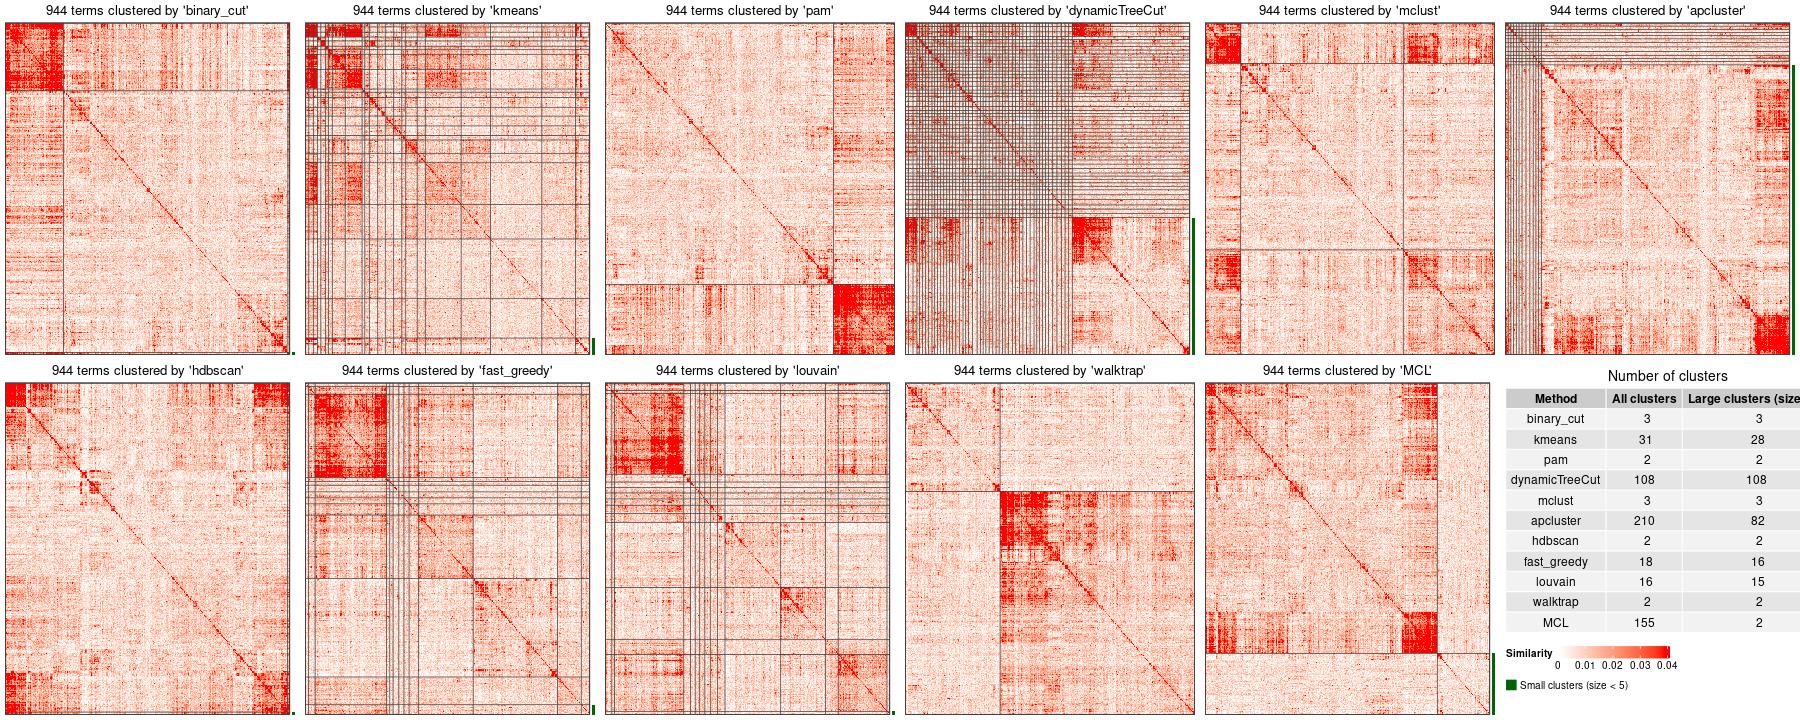 944 terms clustered by 'binary_cut'
944 terms clustered by 'kmeans'
944 terms clustered by 'pam'
944 terms clustered by 'dynamicTreeCut'
944 terms clustered by 'mclust'
944 terms clustered by 'apcluster'
944 terms clustered by 'hdbscan'
944 terms clustered by 'fast_greedy'
944 terms clustered by 'louvain'
944 terms clustered by 'walktrap'
944 terms clustered by 'MCL'
Number of clusters
Method All clusters Large clusters (size
binary_cut 3 3
kmeans 31 28
pam 2 2
dynamicTreeCut 108 108
mclust 3 3
apcluster 210 82
hdbscan 2 2
fast_greedy 18 16
louvain 16 15
walktrap 2 2
MCL 155 2
Similarity
0 0.01 0.02 0.03 0.04
Small clusters (size < 5)